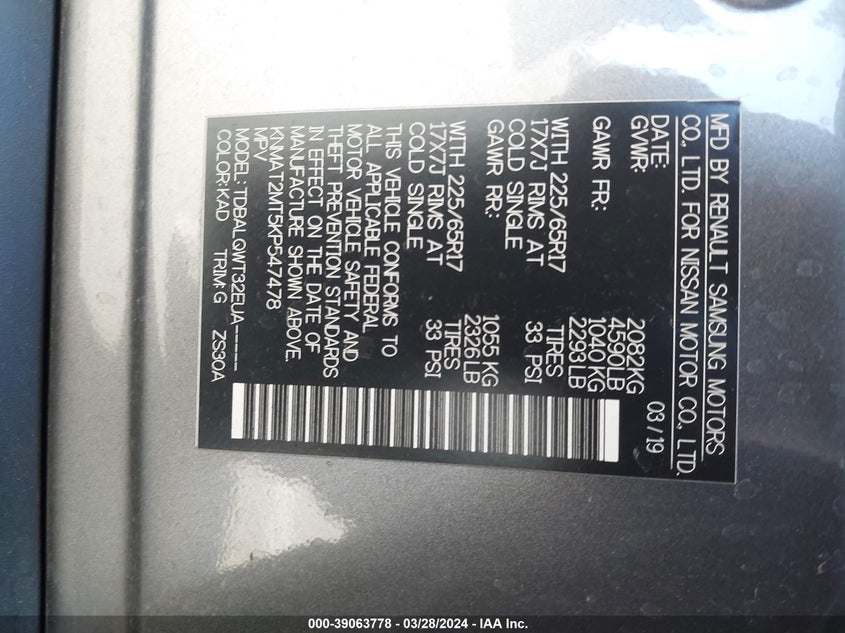 MFD BY RENAULT SAMSUNG MOTORS
CO., LTD. FOR NISSAN MOTOR CO., LTD.
DATE: 03/19
GVWR: 2082KG
4590LB
GAWR FR: 1040 KG
2293LB
WITH 225/65R17 TIRES
17X7J RIMS AT 33 PSI
COLD SINGLE
GAWR RR: 1055 KG
2326LB
WITH 225/65R17 TIRES
17X7J RIMS AT 33 PSI
COLD SINGLE
THIS VEHICLE CONFORMS TO
ALL APPLICABLE FEDERAL
MOTOR VEHICLE SAFETY AND
THEFT PREVENTION STANDARDS
IN EFFECT ON THE DATE OF
MANUFACTURE SHOWN ABOVE.
KNMAT2MT5KP547478
MPV
MODEL: TDBALQWT32EUA-----
COLOR: KAD TRIM:G ZS30A
000-39063778 - 03/28/2024 - IAA Inc.